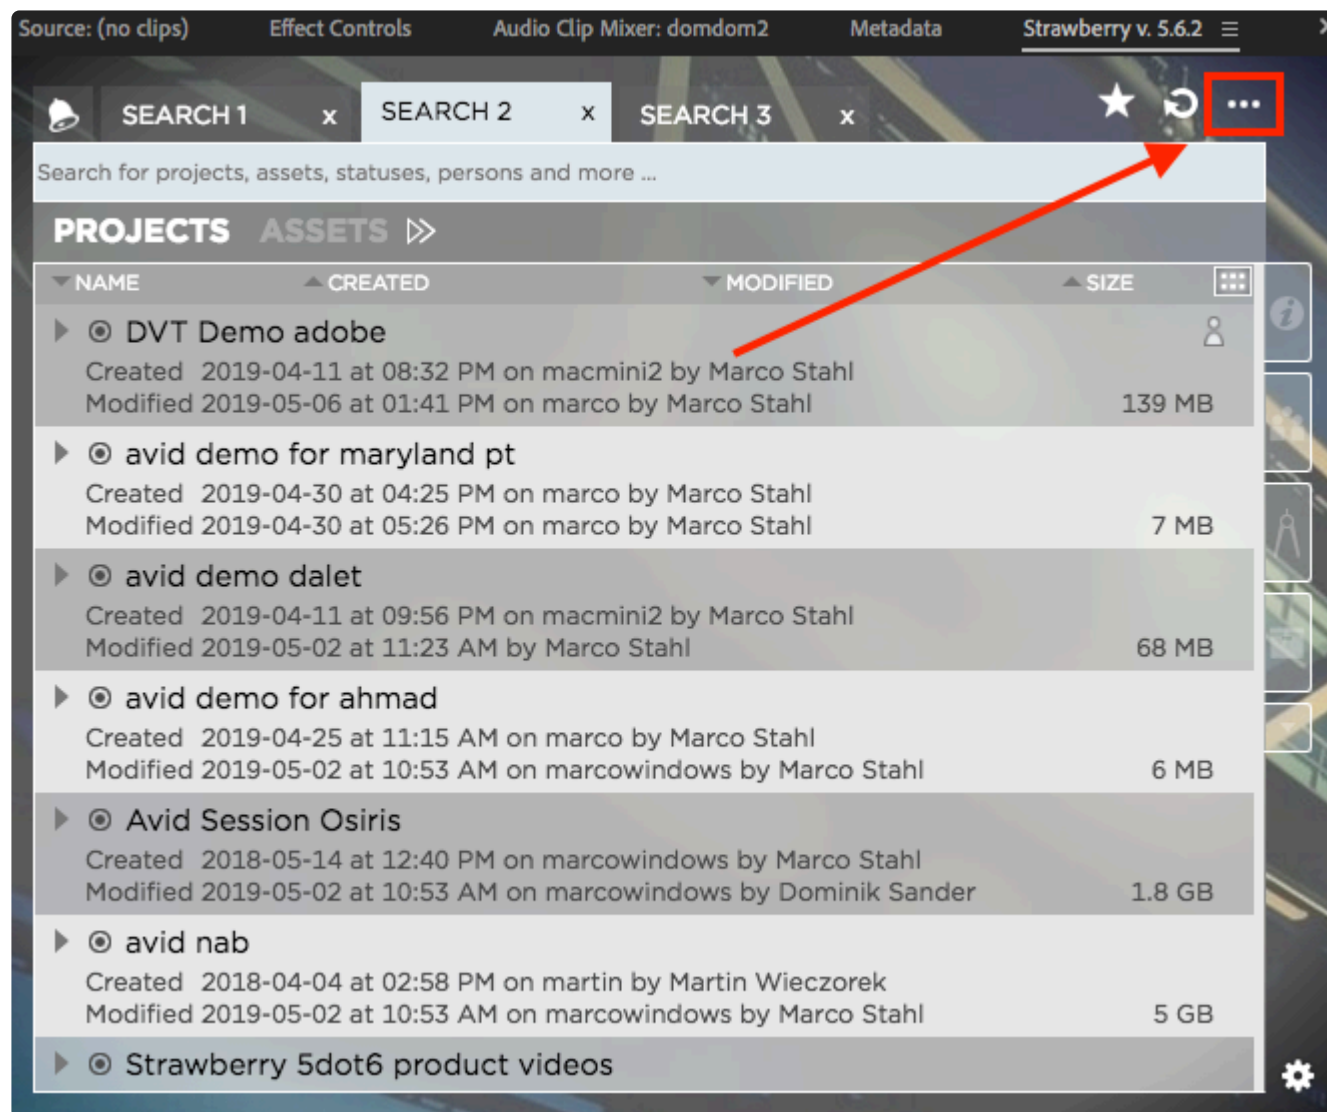 Source: (no clips) Effect Controls Audio Clip Mixer: domdom2 Metadata Strawberry v. 5.6.2
SEARCH 1 x SEARCH 2 x SEARCH 3 x
Search for projects, assets, statuses, persons and more ...
PROJECTS ASSETS
NAME CREATED MODIFIED SIZE
DVT Demo adobe
Created 2019-04-11 at 08:32 PM on macmini2 by Marco Stahl
Modified 2019-05-06 at 01:41 PM on marco by Marco Stahl 139 MB
avid demo for maryland pt
Created 2019-04-30 at 04:25 PM on marco by Marco Stahl
Modified 2019-04-30 at 05:26 PM on marco by Marco Stahl 7 MB
avid demo dalet
Created 2019-04-11 at 09:56 PM on macmini2 by Marco Stahl
Modified 2019-05-02 at 11:23 AM by Marco Stahl 68 MB
avid demo for ahmad
Created 2019-04-25 at 11:15 AM on marco by Marco Stahl
Modified 2019-05-02 at 10:53 AM on marcowindows by Marco Stahl 6 MB
Avid Session Osiris
Created 2018-05-14 at 12:40 PM on marcowindows by Marco Stahl
Modified 2019-05-02 at 10:53 AM on marcowindows by Dominik Sander 1.8 GB
avid nab
Created 2018-04-04 at 02:58 PM on martin by Martin Wieczorek
Modified 2019-05-02 at 10:53 AM on marcowindows by Marco Stahl 5 GB
Strawberry 5dot6 product videos